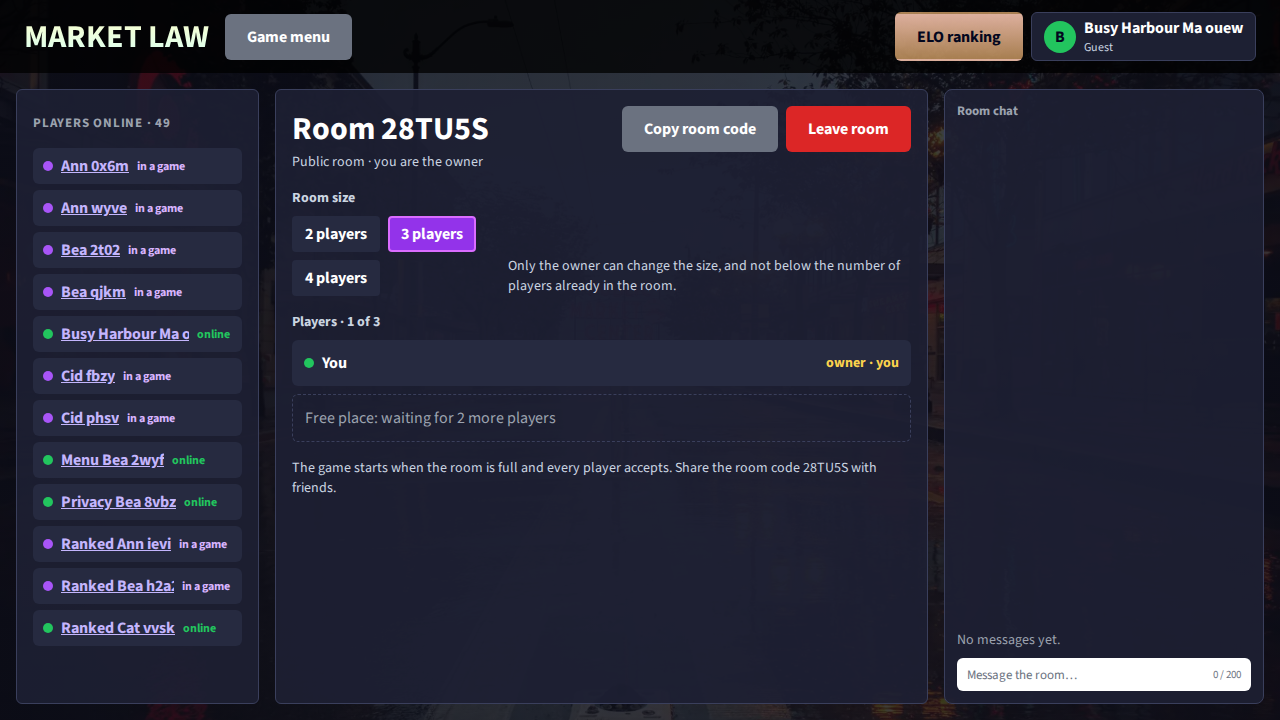 MARKET LAW
Game menu
ELO ranking
B
Busy Harbour Ma ouew
Guest
PLAYERS ONLINE · 49
Ann 0x6m in a game
Ann wyve in a game
Bea 2t02 in a game
Bea qjkm in a game
Busy Harbour Ma o online
Cid fbzy in a game
Cid phsv in a game
Menu Bea 2wyf online
Privacy Bea 8vbz online
Ranked Ann ievi in a game
Ranked Bea h2a in a game
Ranked Cat vvsk online
Room 28TU5S
Copy room code
Leave room
Public room · you are the owner
Room size
2 players
3 players
4 players
Only the owner can change the size, and not below the number of
players already in the room.
Players · 1 of 3
You
owner · you
Free place: waiting for 2 more players
The game starts when the room is full and every player accepts. Share the room code 28TU5S with
friends.
Room chat
No messages yet.
Message the room…
0 / 200